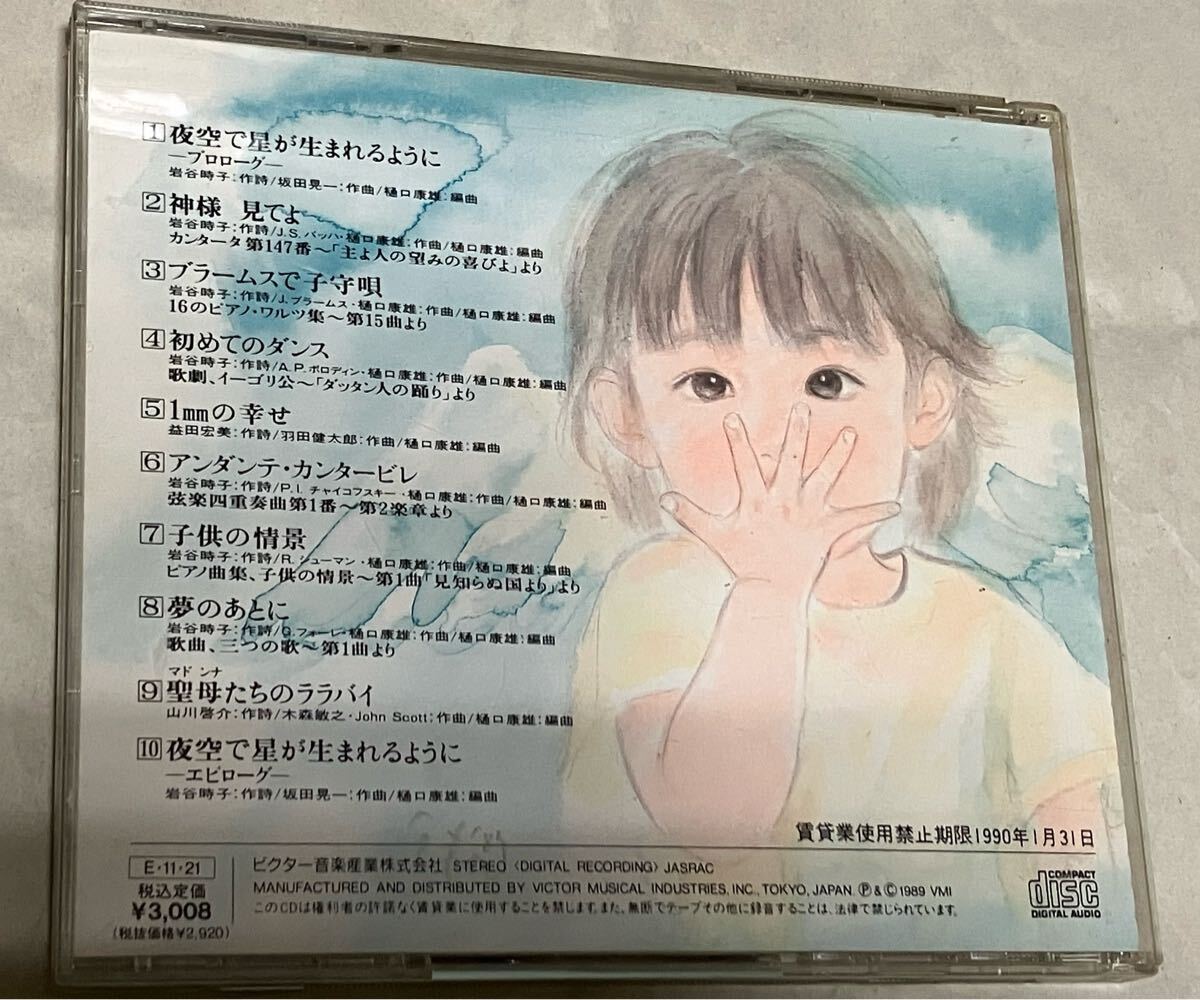 1 夜空で星が生まれるように
―プロローグ―
岩谷時子:作詩/坂田晃一:作曲/樋口康雄:編曲
2 神様 見てよ
岩谷時子:作詩/J.S.バッハ・樋口康雄:作曲/樋口康雄:編曲
カンタータ第147番～「主よ人の望みの喜びよ」より
3 ブラームスで子守唄
岩谷時子:作詩/J.ブラームス・樋口康雄:作曲/樋口康雄:編曲
16のピアノ・ワルツ集～第15曲より
4 初めてのダンス
岩谷時子:作詩/A.P.ボロディン・樋口康雄:作曲/樋口康雄:編曲
歌劇、イーゴリ公～「ダッタン人の踊り」より
5 1mmの幸せ
益田宏美:作詩/羽田健太郎:作曲/樋口康雄:編曲
6 アンダンテ・カンタービレ
岩谷時子:作詩/P.I.チャイコフスキー・樋口康雄:作曲/樋口康雄:編曲
弦楽四重奏曲第1番～第2楽章より
7 子供の情景
岩谷時子:作詩/R.シューマン・樋口康雄:作曲/樋口康雄:編曲
ピアノ曲集、子供の情景～第1曲「見知らぬ国より」より
8 夢のあとに
岩谷時子:作詩/G.フォーレ・樋口康雄:作曲/樋口康雄:編曲
歌曲、三つの歌～第1曲より
マドンナ
9 聖母たちのララバイ
山川啓介:作詩/木森敏之・John Scott:作曲/樋口康雄:編曲
10 夜空で星が生まれるように
―エピローグ―
岩谷時子:作詩/坂田晃一:作曲/樋口康雄:編曲
賃貸業使用禁止期限1990年1月31日
E・11・21
税込定価
¥3,008
(税抜価格¥2,920)
ビクター音楽産業株式会社 STEREO〈DIGITAL RECORDING〉JASRAC
MANUFACTURED AND DISTRIBUTED BY VICTOR MUSICAL INDUSTRIES, INC., TOKYO, JAPAN Ⓟ&Ⓒ1989 VMI
このCDは権利者の許諾なく賃貸業に使用することを禁じます。また、無断でテープその他に録音することは、法律で禁じられています。
COMPACT
disc
DIGITAL AUDIO